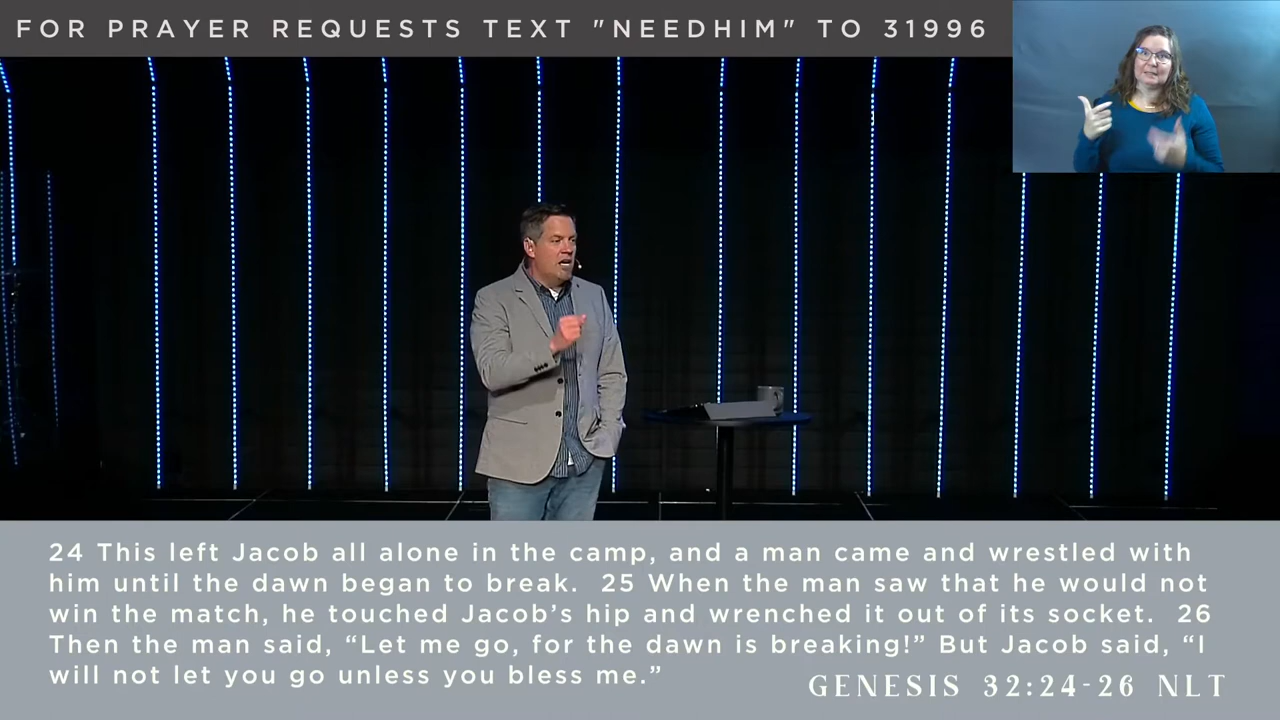 FOR PRAYER REQUESTS TEXT "NEEDHIM" TO 31996
24 This left Jacob all alone in the camp, and a man came and wrestled with
him until the dawn began to break.  25 When the man saw that he would not
win the match, he touched Jacob’s hip and wrenched it out of its socket.  26
Then the man said, “Let me go, for the dawn is breaking!” But Jacob said, “I
will not let you go unless you bless me.”
GENESIS 32:24-26 NLT